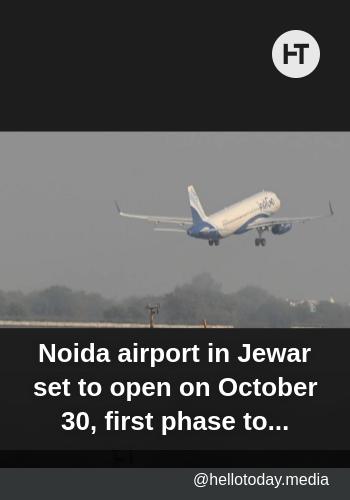 HT
Noida airport in Jewar
set to open on October
30, first phase to...
@hellotoday.media